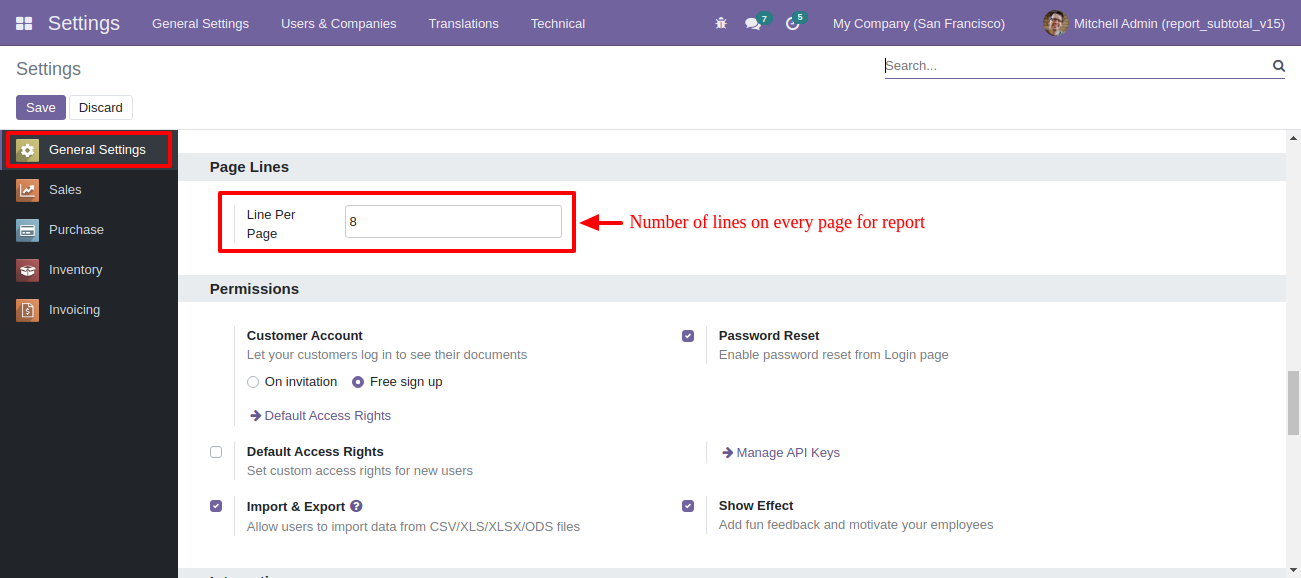 Settings General Settings Users & Companies Translations Technical 7 5 My Company (San Francisco) Mitchell Admin (report_subtotal_v15)
Settings
Search...
Save Discard
General Settings
Sales
Purchase
Inventory
Invoicing
Page Lines
Line Per
Page
8
Number of lines on every page for report
Permissions
Customer Account
Let your customers log in to see their documents
On invitation Free sign up
Default Access Rights
Password Reset
Enable password reset from Login page
Default Access Rights
Set custom access rights for new users
Manage API Keys
Import & Export ?
Allow users to import data from CSV/XLS/XLSX/ODS files
Show Effect
Add fun feedback and motivate your employees